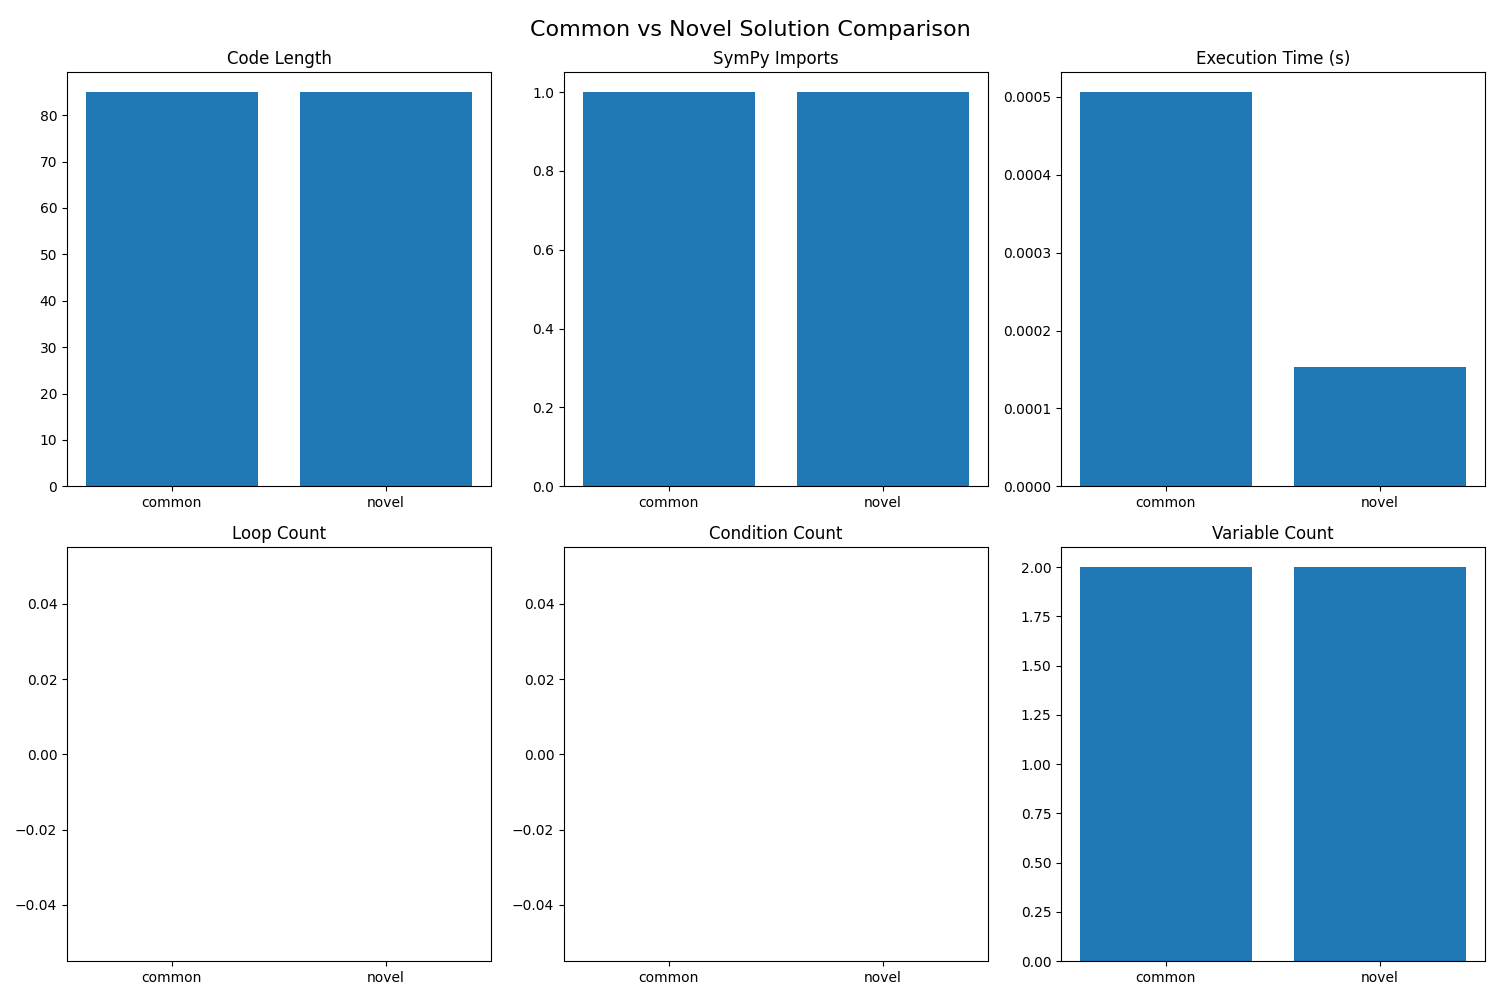 Common vs Novel Solution Comparison
Code Length
SymPy Imports
Execution Time (s)
80
70
60
50
40
30
20
10
0
common
novel
1.0
0.8
0.6
0.4
0.2
0.0
common
novel
0.0005
0.0004
0.0003
0.0002
0.0001
0.0000
common
novel
Loop Count
Condition Count
Variable Count
0.04
0.02
0.00
−0.02
−0.04
common
novel
0.04
0.02
0.00
−0.02
−0.04
common
novel
2.00
1.75
1.50
1.25
1.00
0.75
0.50
0.25
0.00
common
novel